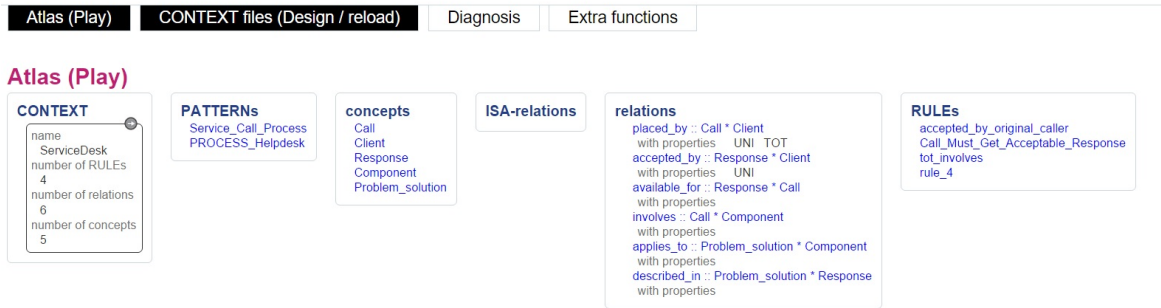 Atlas (Play) CONTEXT files (Design / reload) Diagnosis Extra functions
Atlas (Play)
CONTEXT
name
ServiceDesk
number of RULEs
4
number of relations
6
number of concepts
5
PATTERNs
Service_Call_Process
PROCESS_Helpdesk
concepts
Call
Client
Response
Component
Problem_solution
ISA-relations
relations
placed_by :: Call * Client
with properties UNI TOT
accepted_by :: Response * Client
with properties UNI
available_for :: Response * Call
with properties
involves :: Call * Component
with properties
applies_to :: Problem_solution * Component
with properties
described_in :: Problem_solution * Response
with properties
RULEs
accepted_by_original_caller
Call_Must_Get_Acceptable_Response
tot_involves
rule_4